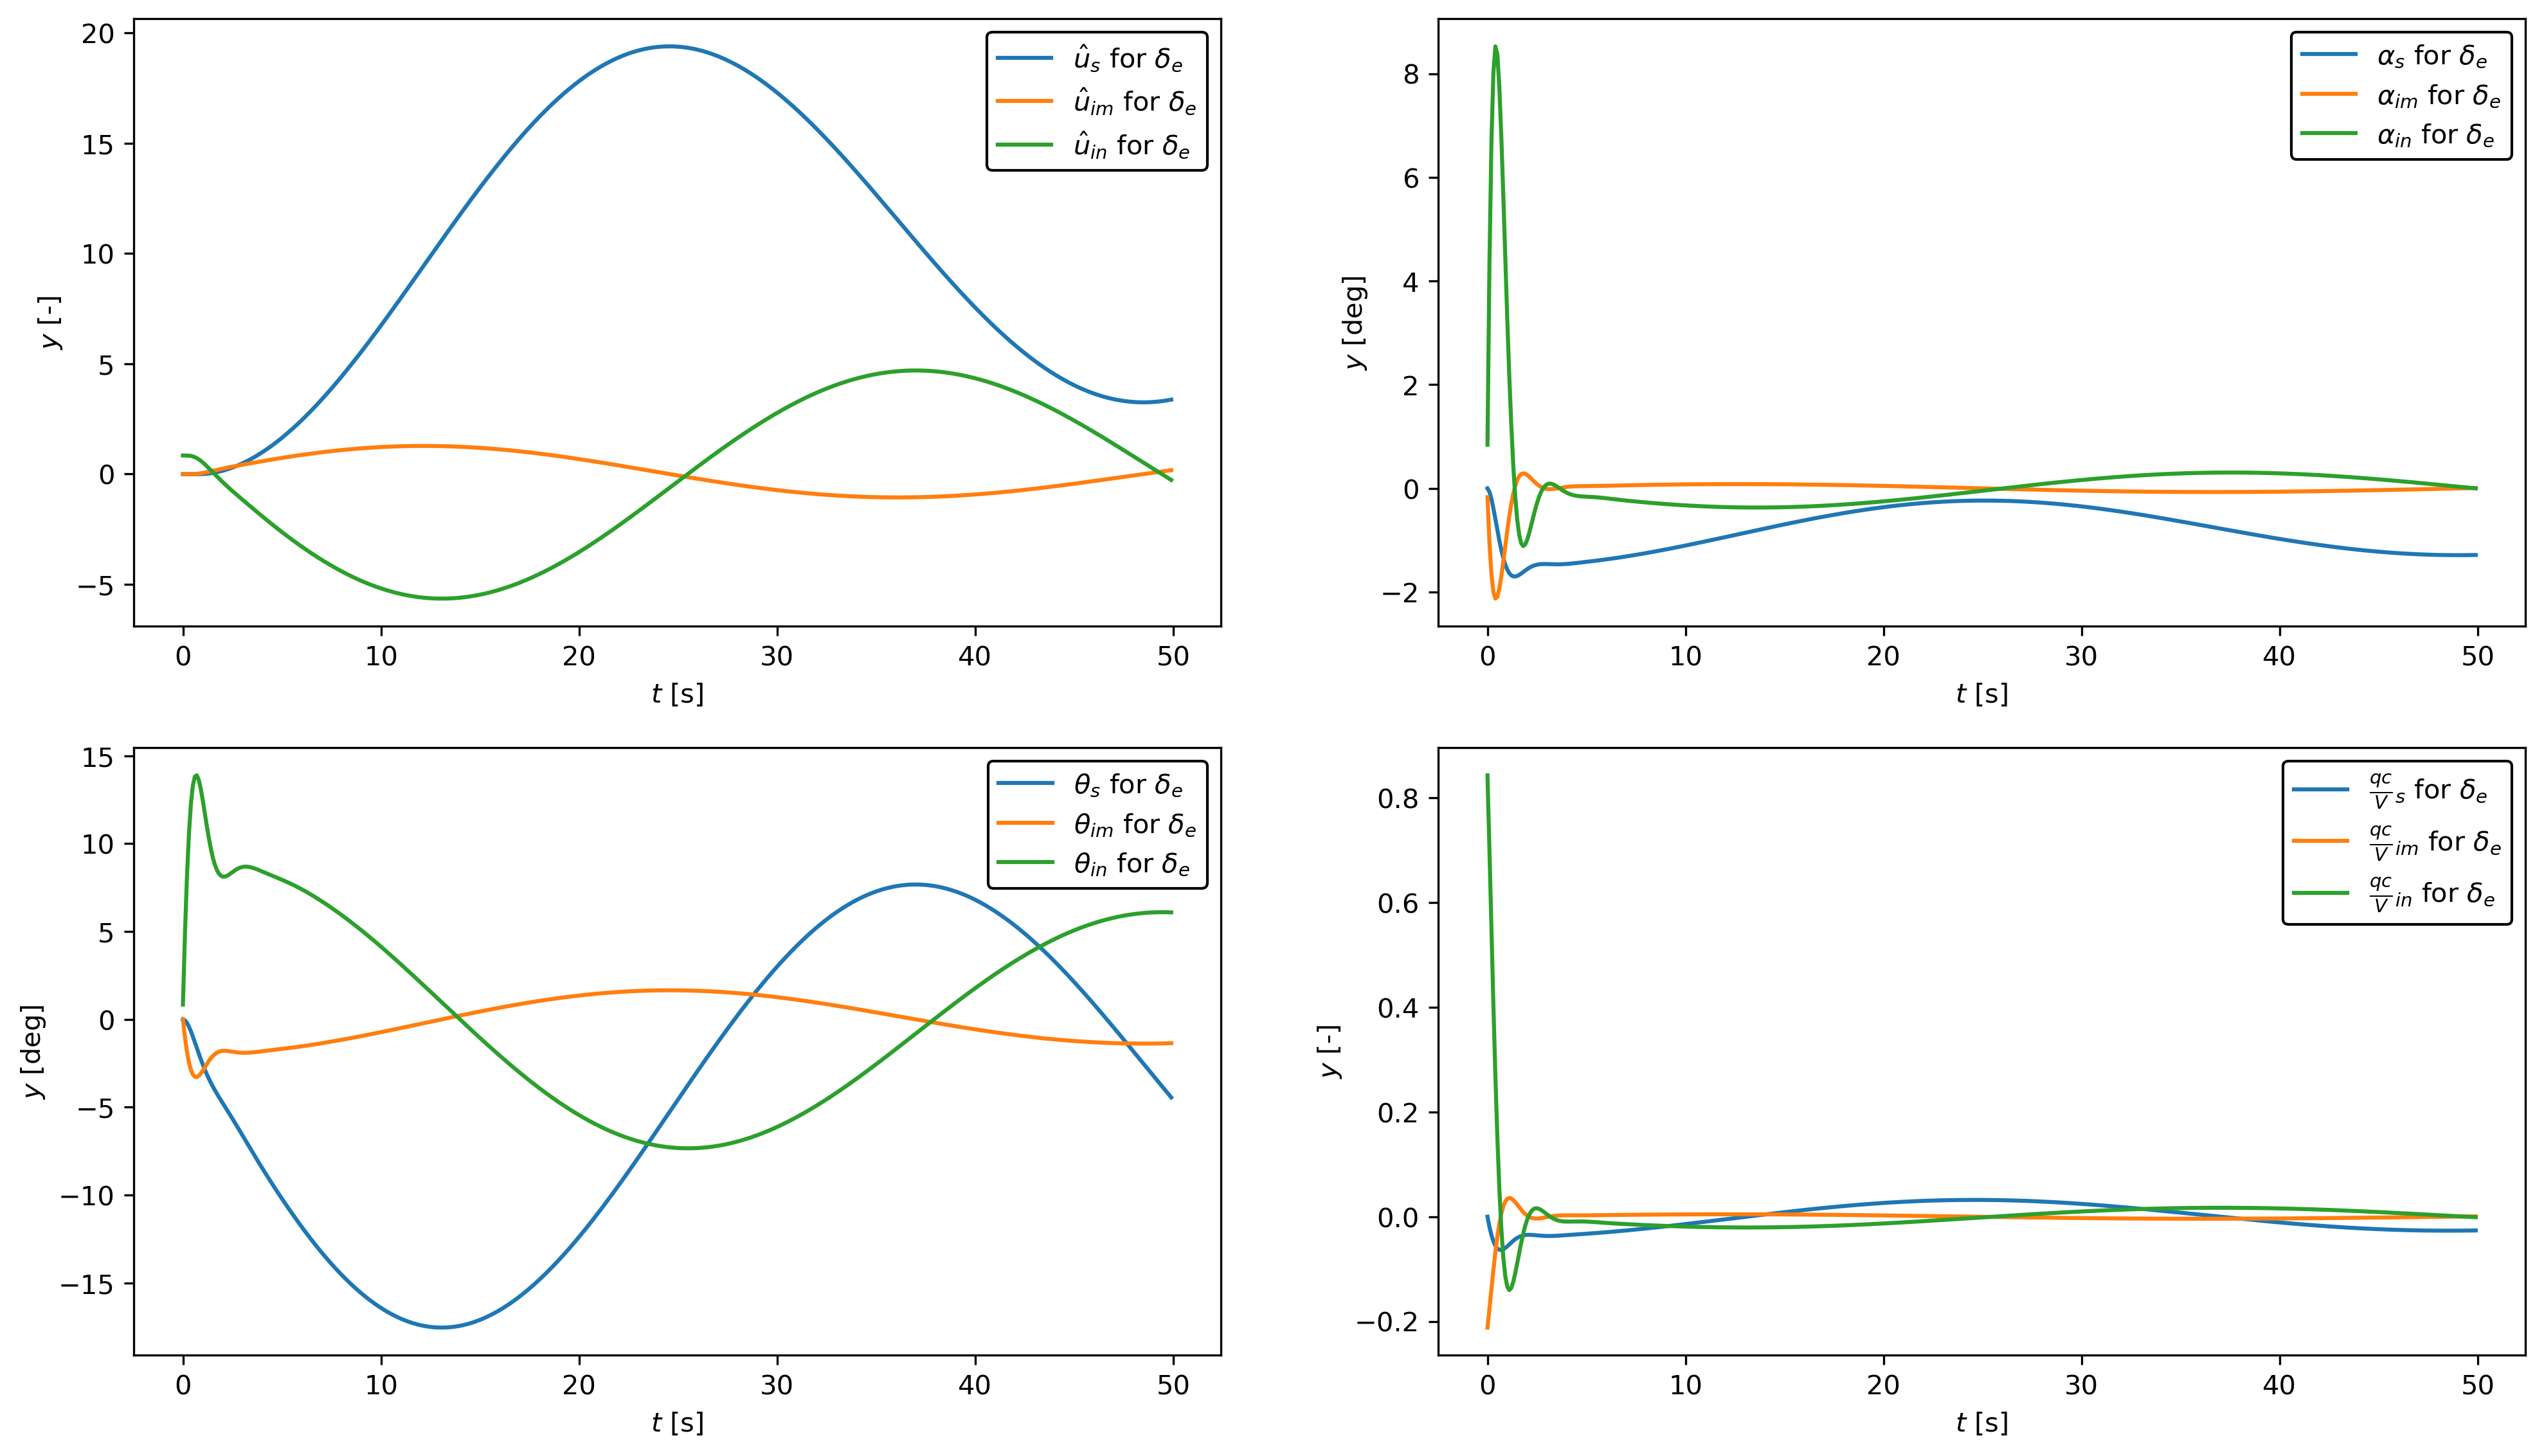 20
15
10
5
0
−5
y [-]
0 10 20 30 40 50
t [s]
û_s for δ_e
û_im for δ_e
û_in for δ_e
8
6
4
2
0
−2
y [deg]
0 10 20 30 40 50
t [s]
α_s for δ_e
α_im for δ_e
α_in for δ_e
15
10
5
0
−5
−10
−15
y [deg]
0 10 20 30 40 50
t [s]
θ_s for δ_e
θ_im for δ_e
θ_in for δ_e
0.8
0.6
0.4
0.2
0.0
−0.2
y [-]
0 10 20 30 40 50
t [s]
qc/V _s for δ_e
qc/V _im for δ_e
qc/V _in for δ_e